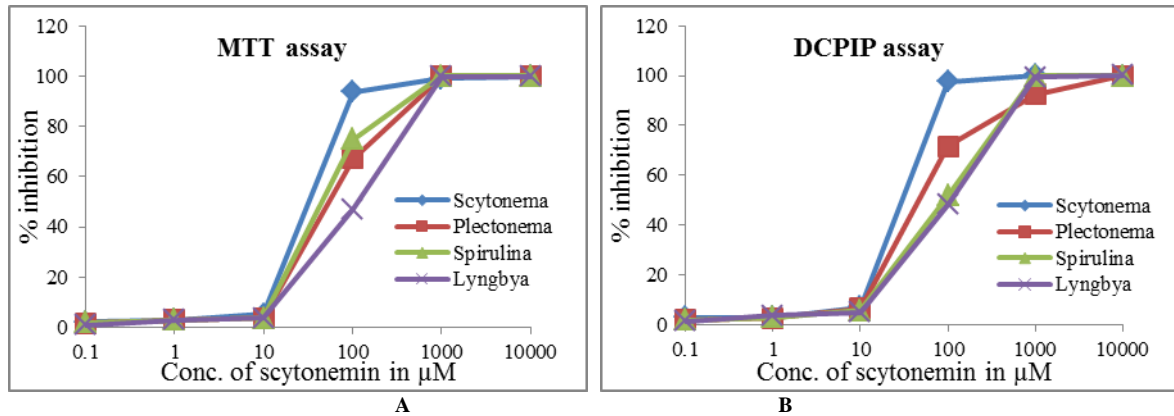 MTT assay
% inhibition
120
100
80
60
40
20
0
Scytonema
Plectonema
Spirulina
Lyngbya
0.1 1 10 100 1000 10000
Conc. of scytonemin in µM
A
DCPIP assay
% inhibition
120
100
80
60
40
20
0
Scytonema
Plectonema
Spirulina
Lyngbya
0.1 1 10 100 1000 10000
Conc. of scytonemin in µM
B